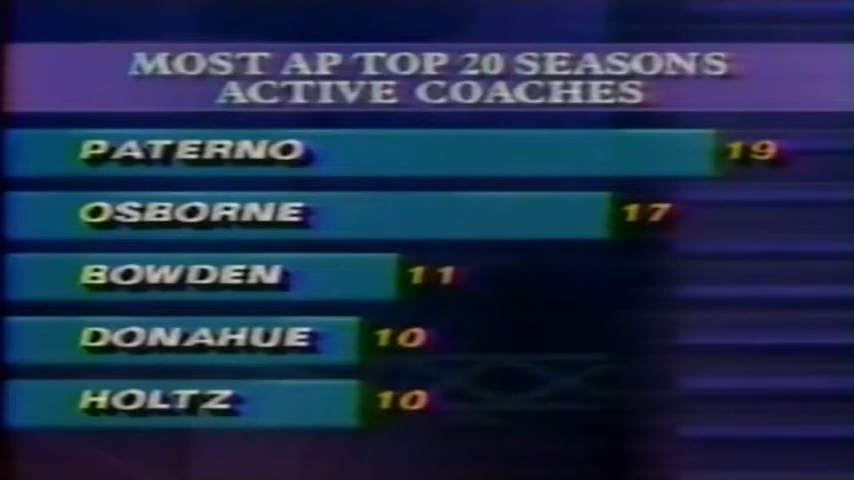 MOST AP TOP 20 SEASONS
ACTIVE COACHES
PATERNO 19
OSBORNE 17
BOWDEN 11
DONAHUE 10
HOLTZ 10